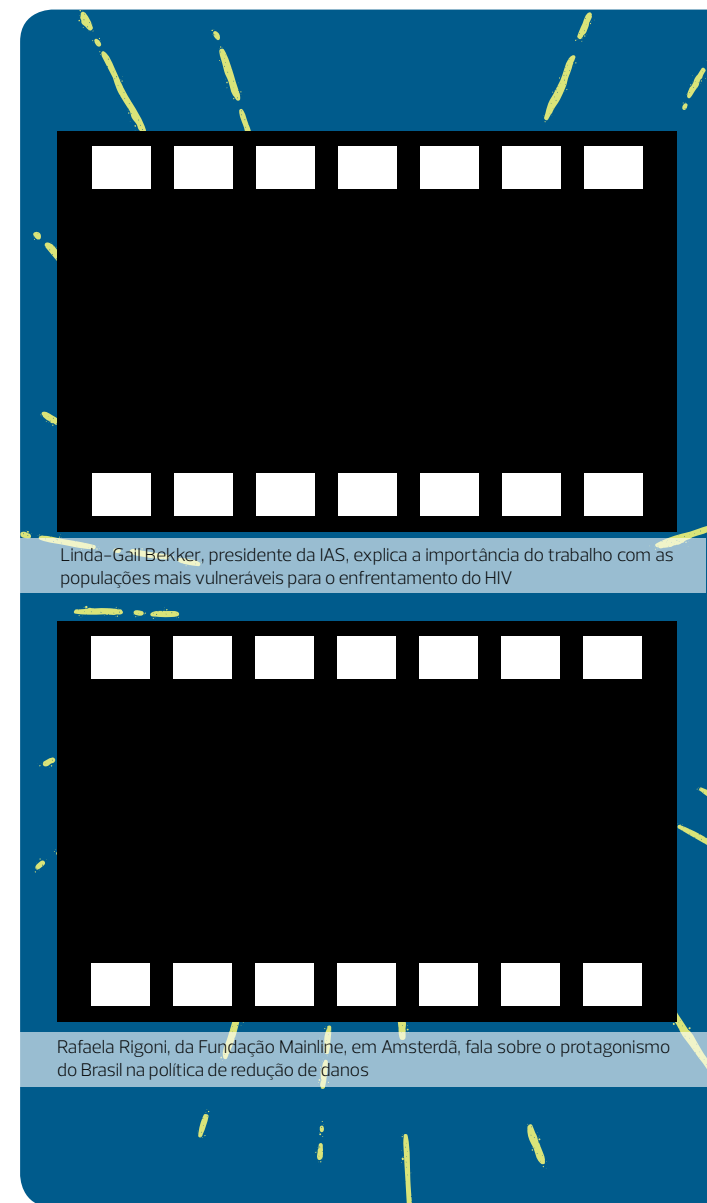 Linda-Gail Bekker, presidente da IAS, explica a importância do trabalho com as
populações mais vulneráveis para o enfrentamento do HIV
Rafaela Rigoni, da Fundação Mainline, em Amsterdã, fala sobre o protagonismo
do Brasil na política de redução de danos